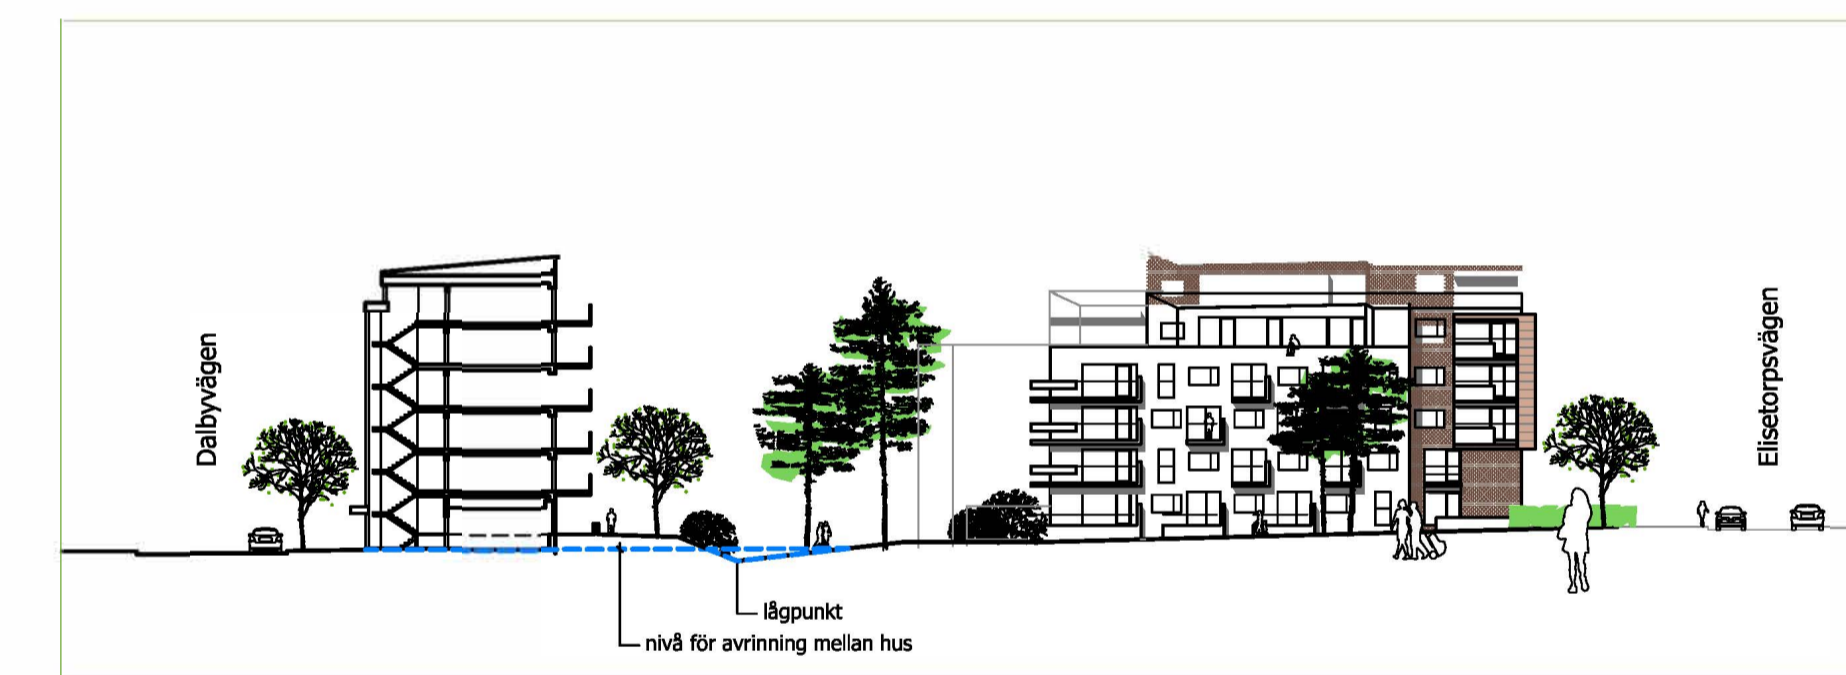 Dalbyvägen
Elisetorpsvägen
lågpunkt
nivå för avrinning mellan hus